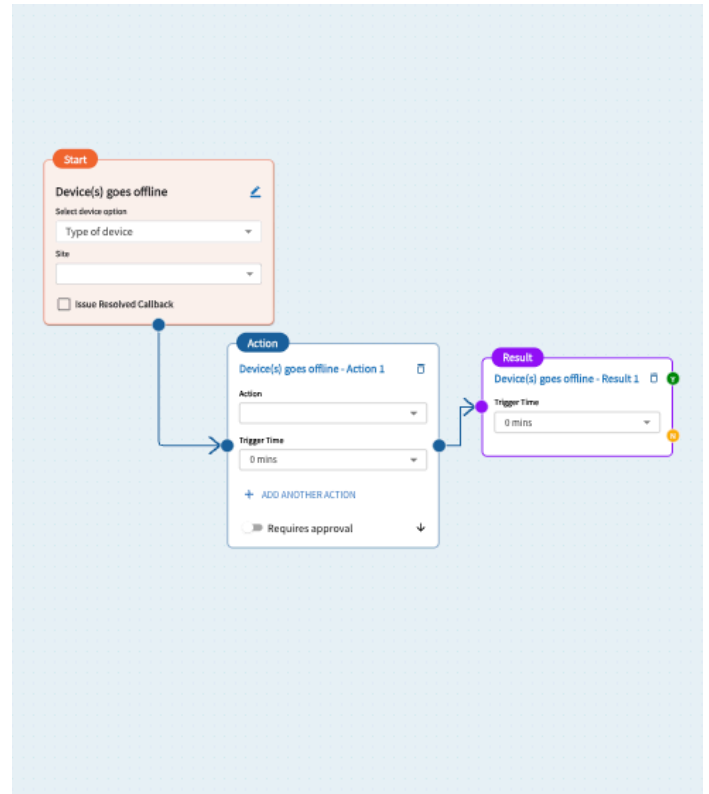 Start
Device(s) goes offline
Select device option
Type of device
Site
Issue Resolved Callback
Action
Device(s) goes offline - Action 1
Action
Trigger Time
0 mins
+ ADD ANOTHER ACTION
Requires approval
Result
Device(s) goes offline - Result 1
Y
Trigger Time
0 mins
N